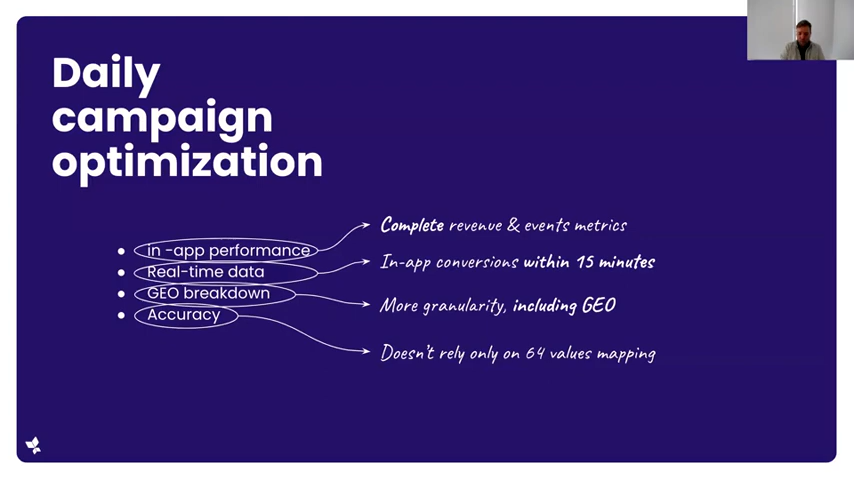 Daily
campaign
optimization
in -app performance
Real-time data
GEO breakdown
Accuracy
Complete revenue & events metrics
In-app conversions within 15 minutes
More granularity, including GEO
Doesn't rely only on 64 values mapping